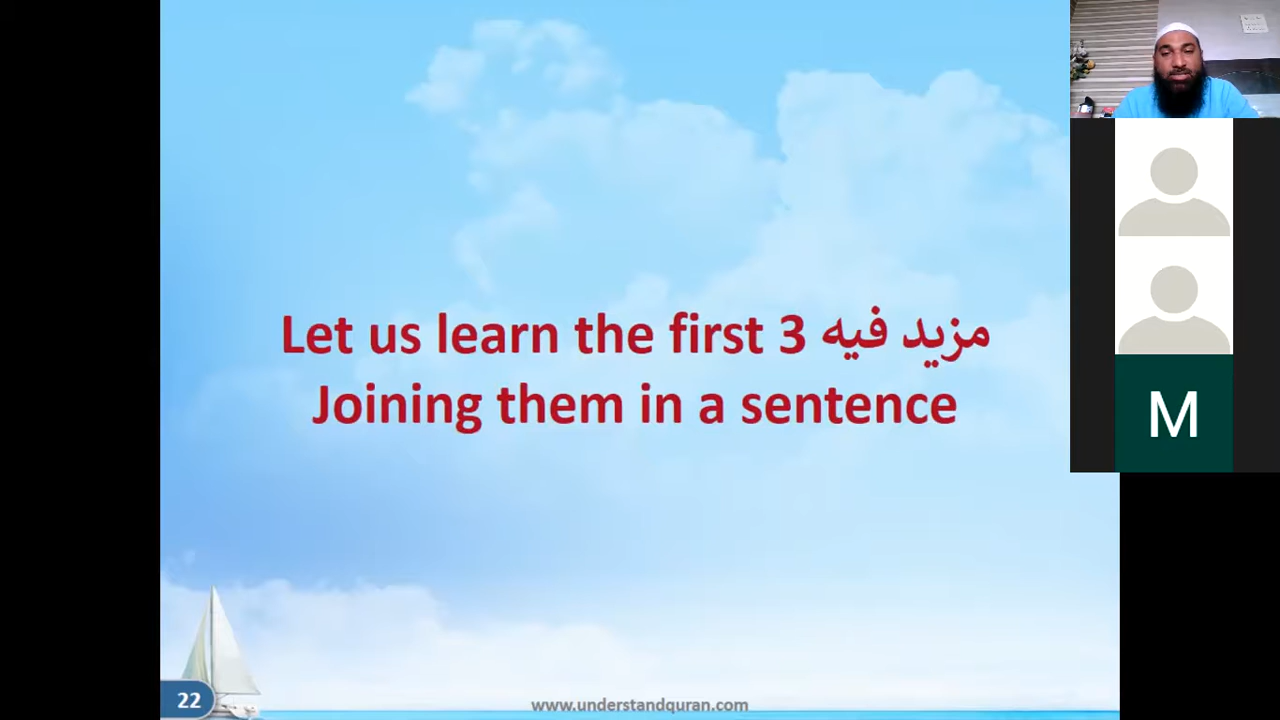 Let us learn the first 3 مزيد فيه
Joining them in a sentence
M
22
www.understandquran.com